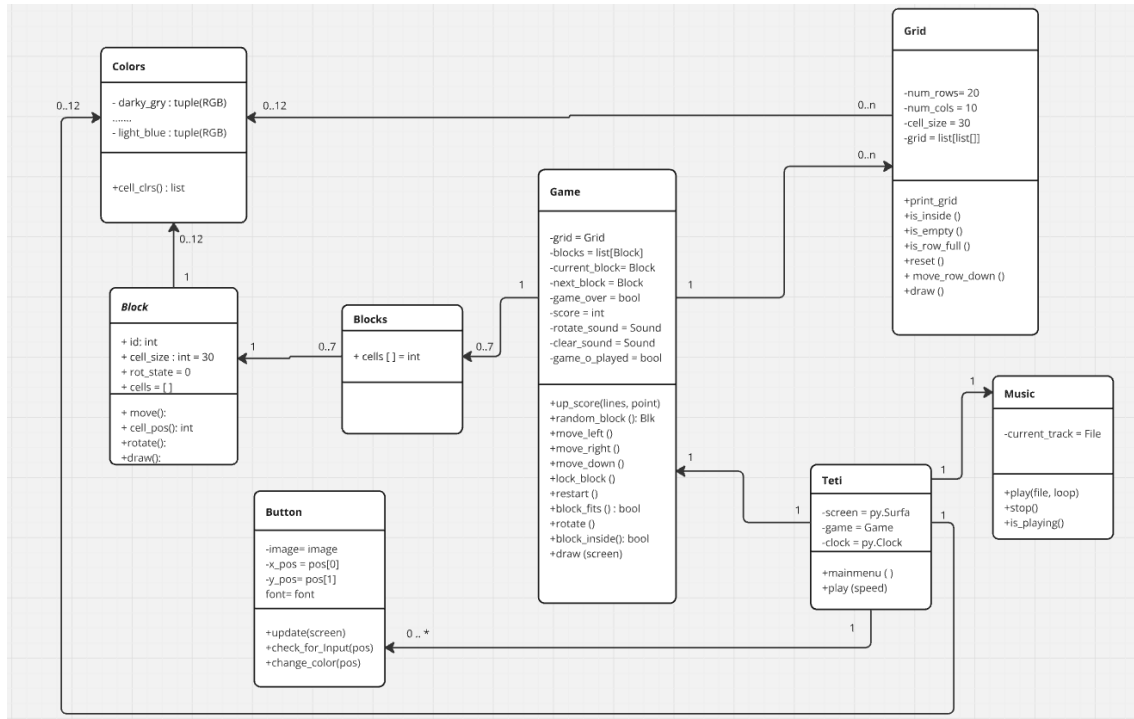 Colors
- darky_gry : tuple(RGB)
.......
- light_blue : tuple(RGB)
+cell_clrs() : list
0..12
0..12
0..12
1
Grid
-num_rows= 20
-num_cols = 10
-cell_size = 30
-grid = list[list[]]
+print_grid
+is_inside ()
+is_empty ()
+is_row_full ()
+reset ()
+ move_row_down ()
+draw ()
0..n
0..n
Game
-grid = Grid
-blocks = list[Block]
-current_block= Block
-next_block = Block
-game_over = bool
-score = int
-rotate_sound = Sound
-clear_sound = Sound
-game_o_played = bool
+up_score(lines, point)
+random_block (): Blk
+move_left ()
+move_right ()
+move_down ()
+lock_block ()
+restart ()
+block_fits () : bool
+rotate ()
+block_inside(): bool
+draw (screen)
1
1
1
Block
+ id: int
+ cell_size : int = 30
+ rot_state = 0
+ cells = [ ]
+ move():
+ cell_pos(): int
+rotate():
+draw():
1
0..7
Blocks
+ cells [ ] = int
0..7
Music
-current_track = File
+play(file, loop)
+stop()
+is_playing()
1
1
Teti
-screen = py.Surfa
-game = Game
-clock = py.Clock
+mainmenu ( )
+play (speed)
1
1
1
Button
-image= image
-x_pos = pos[0]
-y_pos= pos[1]
font= font
+update(screen)
+check_for_Input(pos)
+change_color(pos)
0 .. *